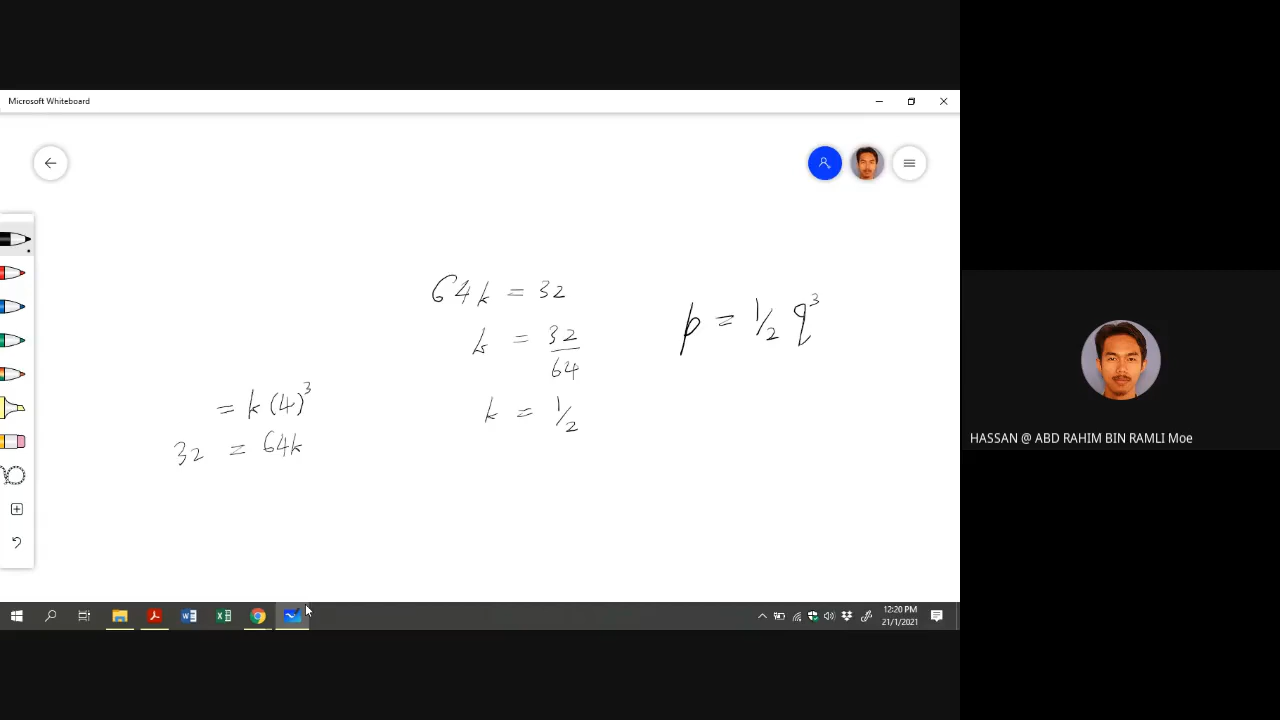 Microsoft Whiteboard
= k(4)³
32 = 64k
64k = 32
k = 32/64
k = 1/2
p = 1/2 q³
HASSAN @ ABD RAHIM BIN RAMLI Moe
12:20 PM
21/1/2021